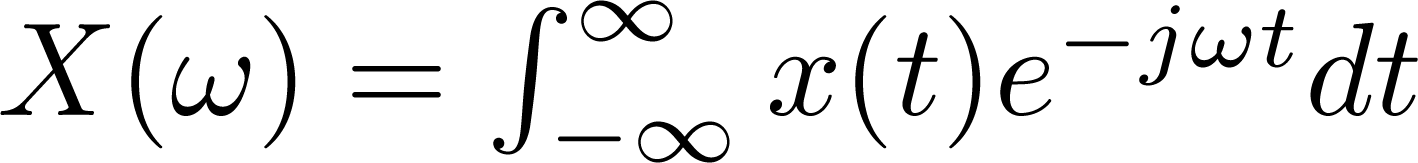 X(ω) = ∫_{-∞}^{∞} x(t)e^{-jωt} dt